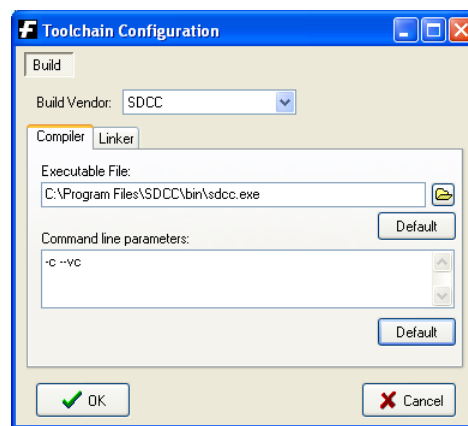 Toolchain Configuration
Build
Build Vendor: SDCC
Compiler Linker
Executable File:
C:\Program Files\SDCC\bin\sdcc.exe
Default
Command line parameters:
-c --vc
Default
OK Cancel